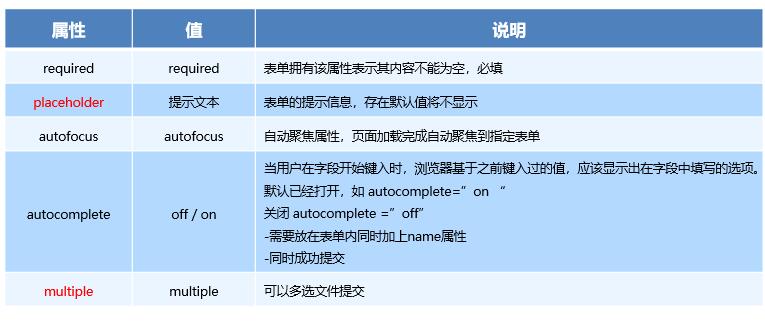 属性 值 说明
required required 表单拥有该属性表示其内容不能为空，必填
placeholder 提示文本 表单的提示信息，存在默认值将不显示
autofocus autofocus 自动聚焦属性，页面加载完成自动聚焦到指定表单
autocomplete off / on 当用户在字段开始键入时，浏览器基于之前键入过的值，应该显示出在字段中填写的选项。
默认已经打开，如 autocomplete=”on “
关闭 autocomplete =”off”
-需要放在表单内同时加上name属性
-同时成功提交
multiple multiple 可以多选文件提交